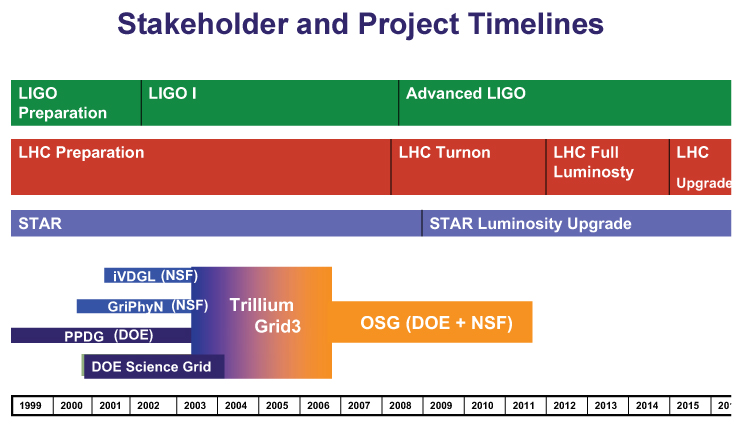 Stakeholder and Project Timelines
LIGO Preparation
LIGO I
Advanced LIGO
LHC Preparation
LHC Turnon
LHC Full Luminosty
LHC Upgrade
STAR
STAR Luminosity Upgrade
iVDGL (NSF)
GriPhyN (NSF)
PPDG (DOE)
DOE Science Grid
Trillium
Grid3
OSG (DOE + NSF)
1999 2000 2001 2002 2003 2004 2005 2006 2007 2008 2009 2010 2011 2012 2013 2014 2015